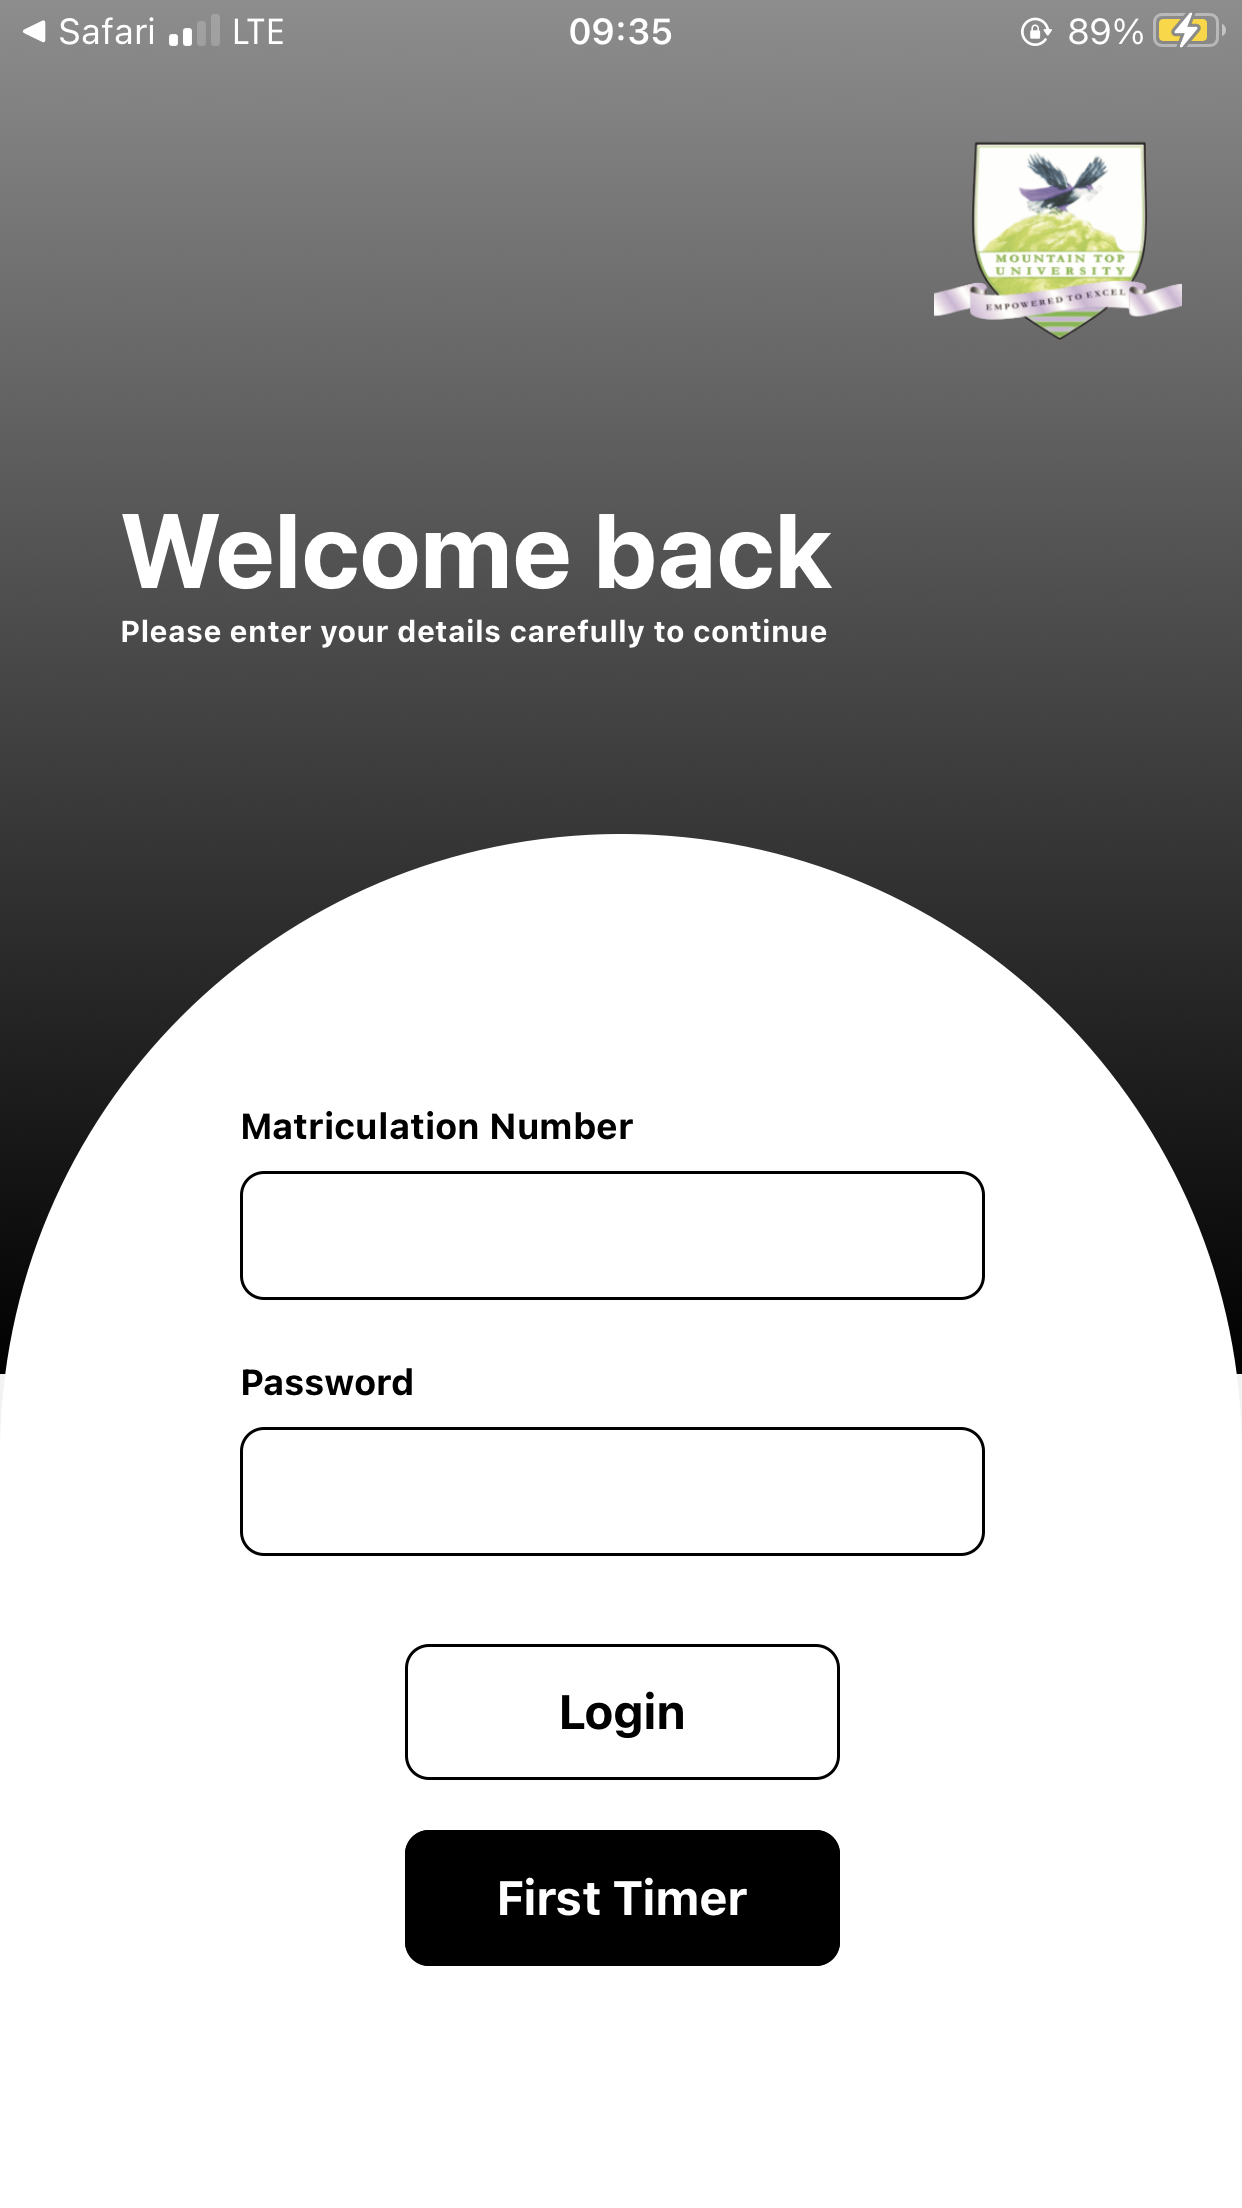 Safari LTE 09:35 89%
MOUNTAIN TOP
UNIVERSITY
EMPOWERED TO EXCEL
Welcome back
Please enter your details carefully to continue
Matriculation Number
Password
Login
First Timer